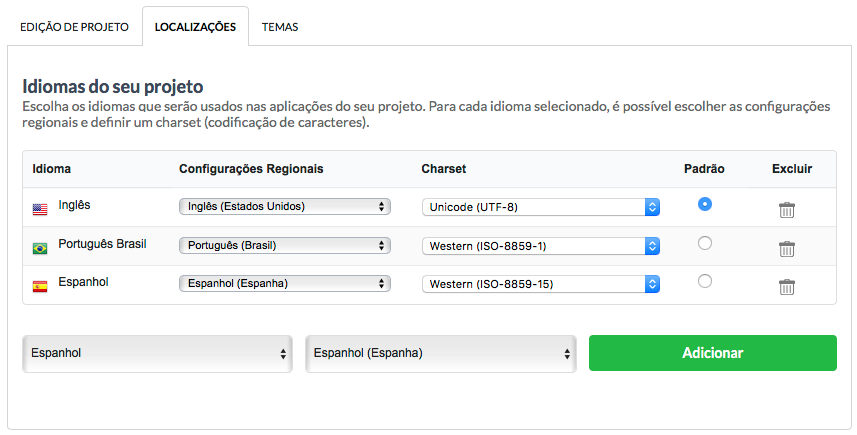 EDIÇÃO DE PROJETO LOCALIZAÇÕES TEMAS
Idiomas do seu projeto
Escolha os idiomas que serão usados nas aplicações do seu projeto. Para cada idioma selecionado, é possível escolher as configurações
regionais e definir um charset (codificação de caracteres).
Idioma Configurações Regionais Charset Padrão Excluir
Inglês Inglês (Estados Unidos) Unicode (UTF-8)
Português Brasil Português (Brasil) Western (ISO-8859-1)
Espanhol Espanhol (Espanha) Western (ISO-8859-15)
Espanhol Espanhol (Espanha) Adicionar